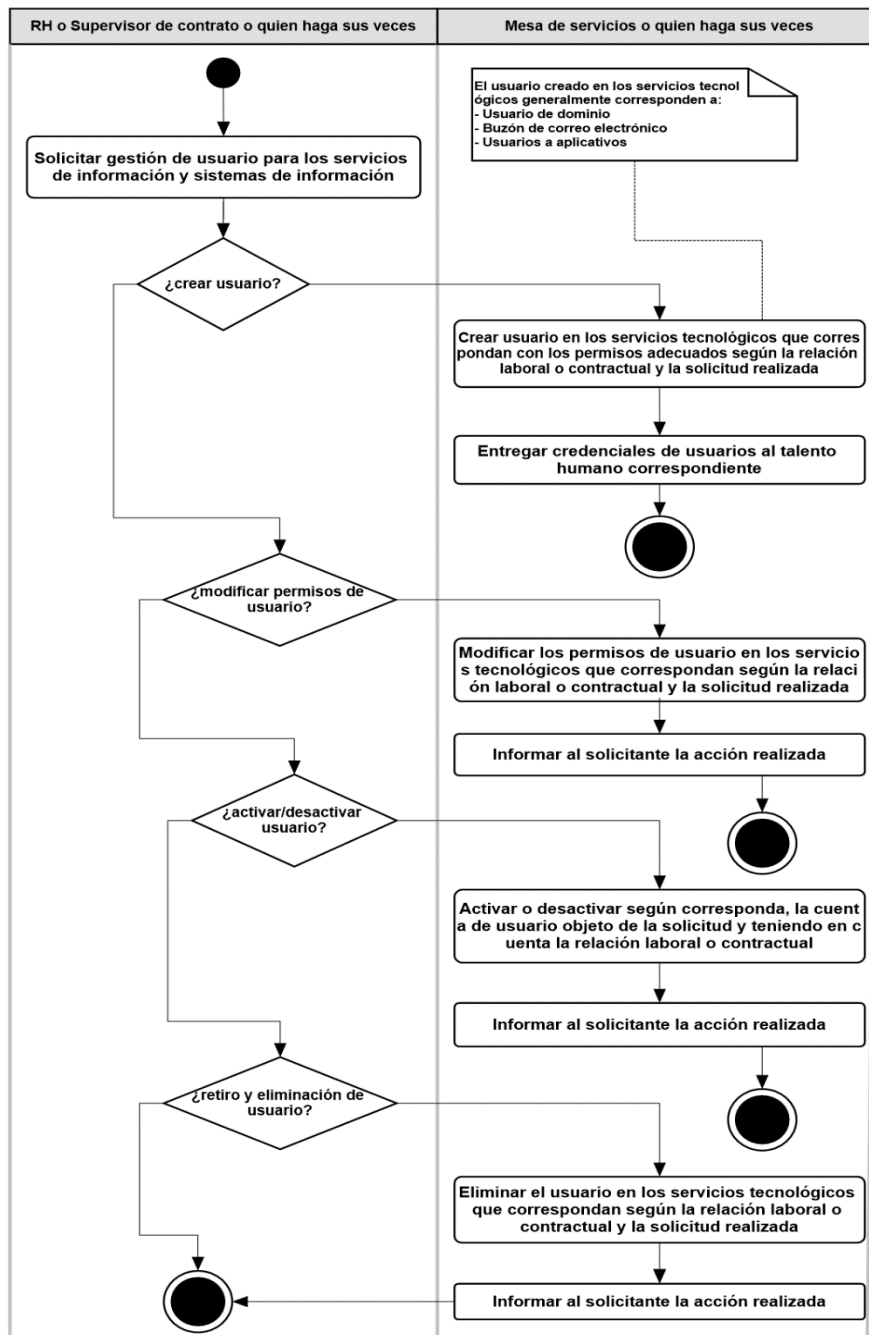 RH o Supervisor de contrato o quien haga sus veces
Mesa de servicios o quien haga sus veces
El usuario creado en los servicios tecnol
ógicos generalmente corresponden a:
- Usuario de dominio
- Buzón de correo electrónico
- Usuarios a aplicativos
Solicitar gestión de usuario para los servicios
de información y sistemas de información
¿crear usuario?
Crear usuario en los servicios tecnológicos que corres
pondan con los permisos adecuados según la relación
laboral o contractual y la solicitud realizada
Entregar credenciales de usuarios al talento
humano correspondiente
¿modificar permisos de
usuario?
Modificar los permisos de usuario en los servicio
s tecnológicos que correspondan según la relaci
ón laboral o contractual y la solicitud realizada
Informar al solicitante la acción realizada
¿activar/desactivar
usuario?
Activar o desactivar según corresponda, la cuent
a de usuario objeto de la solicitud y teniendo en c
uenta la relación laboral o contractual
Informar al solicitante la acción realizada
¿retiro y eliminación de
usuario?
Eliminar el usuario en los servicios tecnológicos
que correspondan según la relación laboral o
contractual y la solicitud realizada
Informar al solicitante la acción realizada